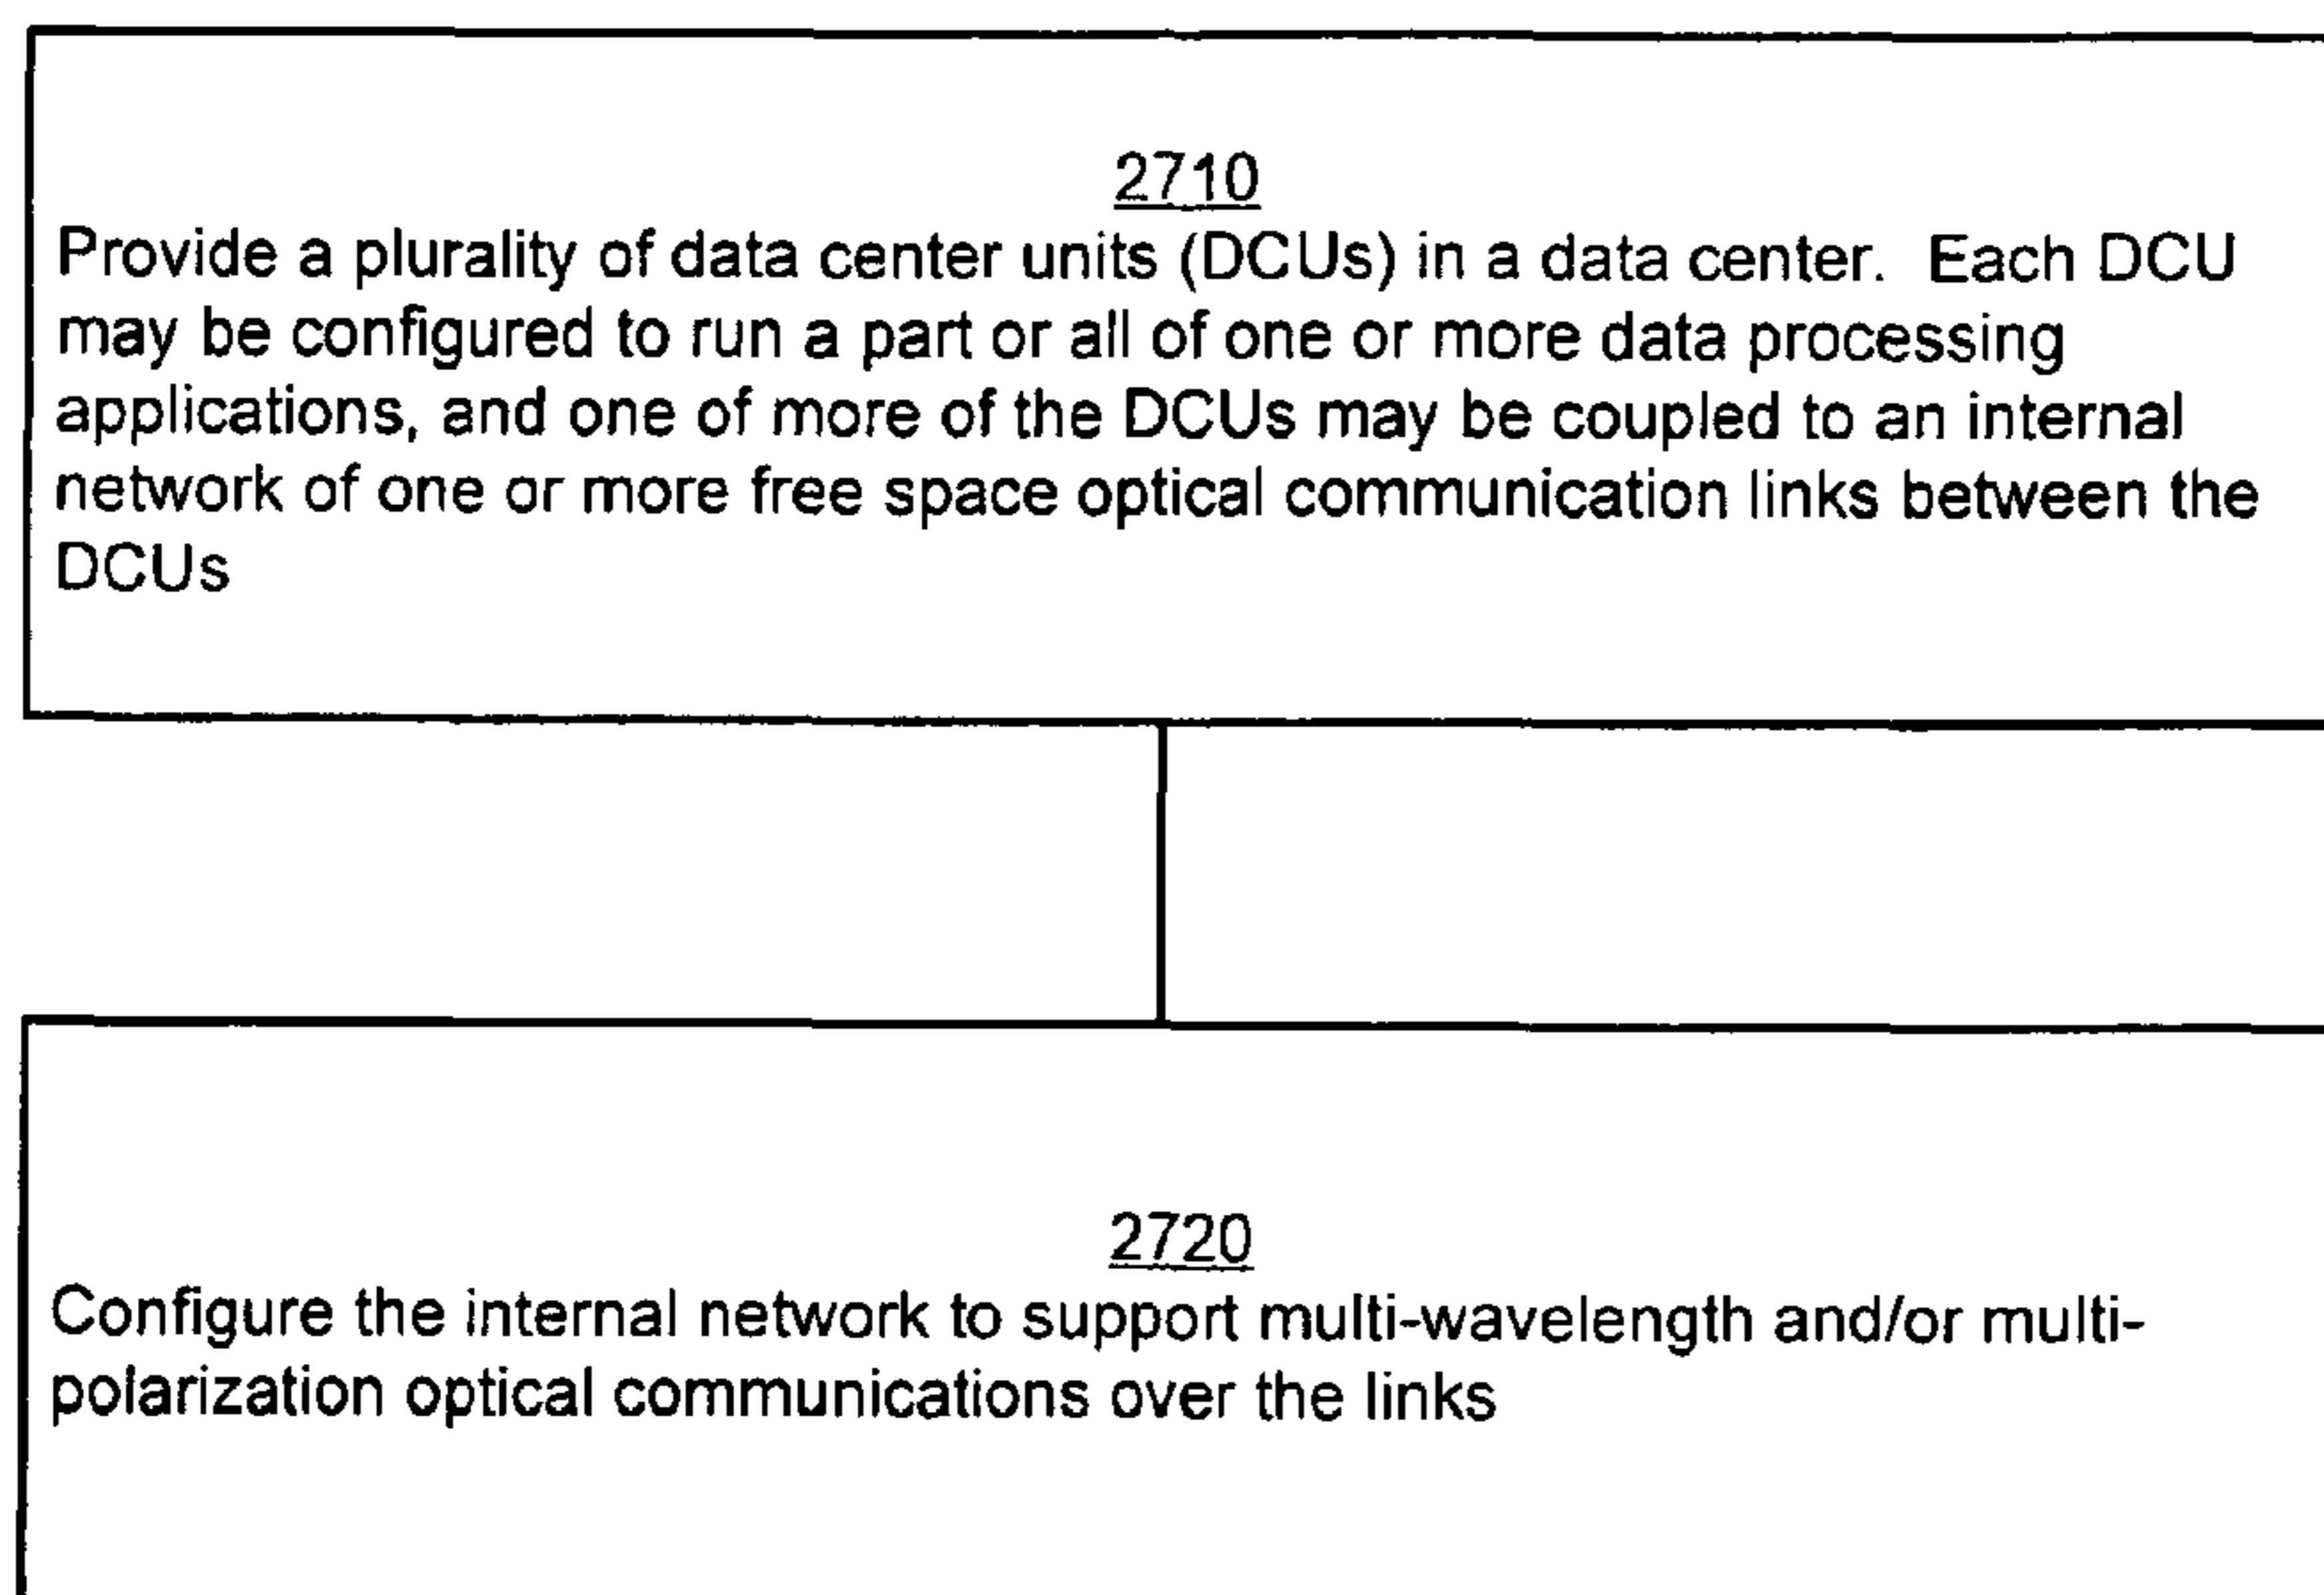 2710
Provide a plurality of data center units (DCUs) in a data center.  Each DCU
may be configured to run a part or all of one or more data processing
applications, and one of more of the DCUs may be coupled to an internal
network of one or more free space optical communication links between the
DCUs
2720
Configure the internal network to support multi-wavelength and/or multi-
polarization optical communications over the links